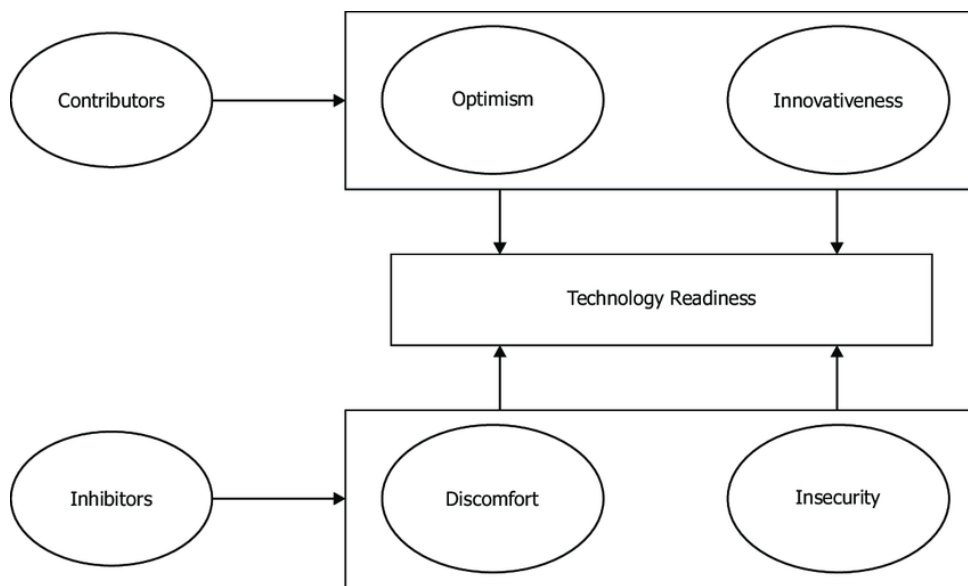 Contributors
Optimism
Innovativeness
Technology Readiness
Inhibitors
Discomfort
Insecurity